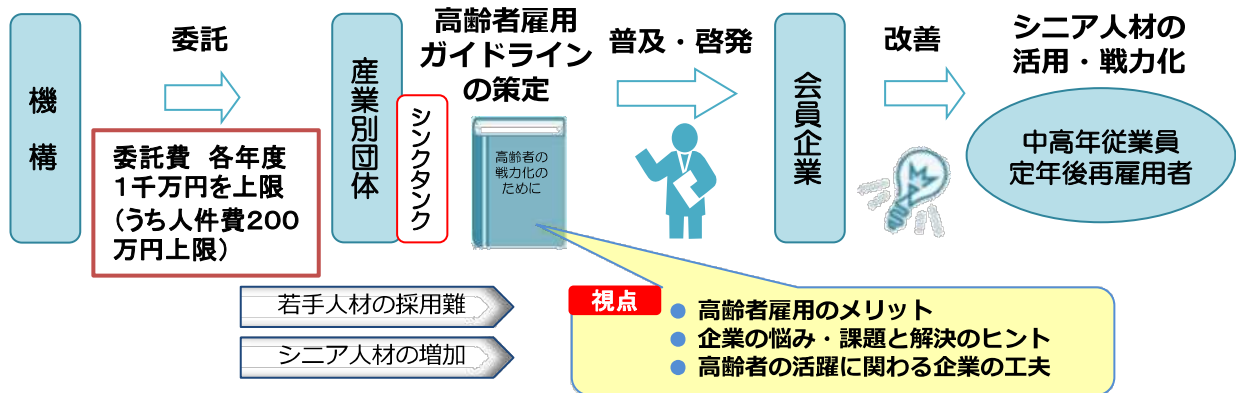 機構
委託
委託費　各年度
１千万円を上限
(うち人件費２００
万円上限)
産業別団体
シンクタンク
高齢者雇用
ガイドライン
の策定
高齢者の
戦力化の
ために
普及・啓発
会員企業
改善
シニア人材の
活用・戦力化
中高年従業員
定年後再雇用者
若手人材の採用難
シニア人材の増加
視点
● 高齢者雇用のメリット
● 企業の悩み・課題と解決のヒント
● 高齢者の活躍に関わる企業の工夫